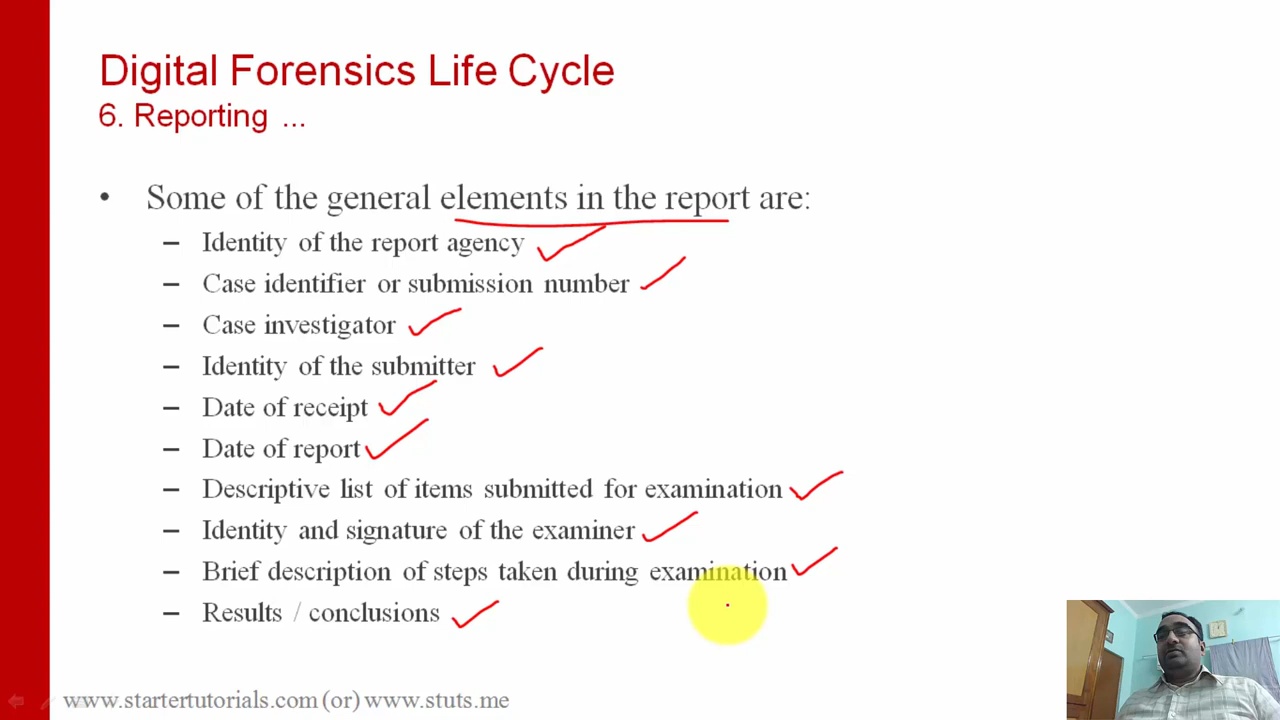 Digital Forensics Life Cycle
6. Reporting ...
• Some of the general elements in the report are:
– Identity of the report agency
– Case identifier or submission number
– Case investigator
– Identity of the submitter
– Date of receipt
– Date of report
– Descriptive list of items submitted for examination
– Identity and signature of the examiner
– Brief description of steps taken during examination
– Results / conclusions
www.startertutorials.com (or) www.stuts.me